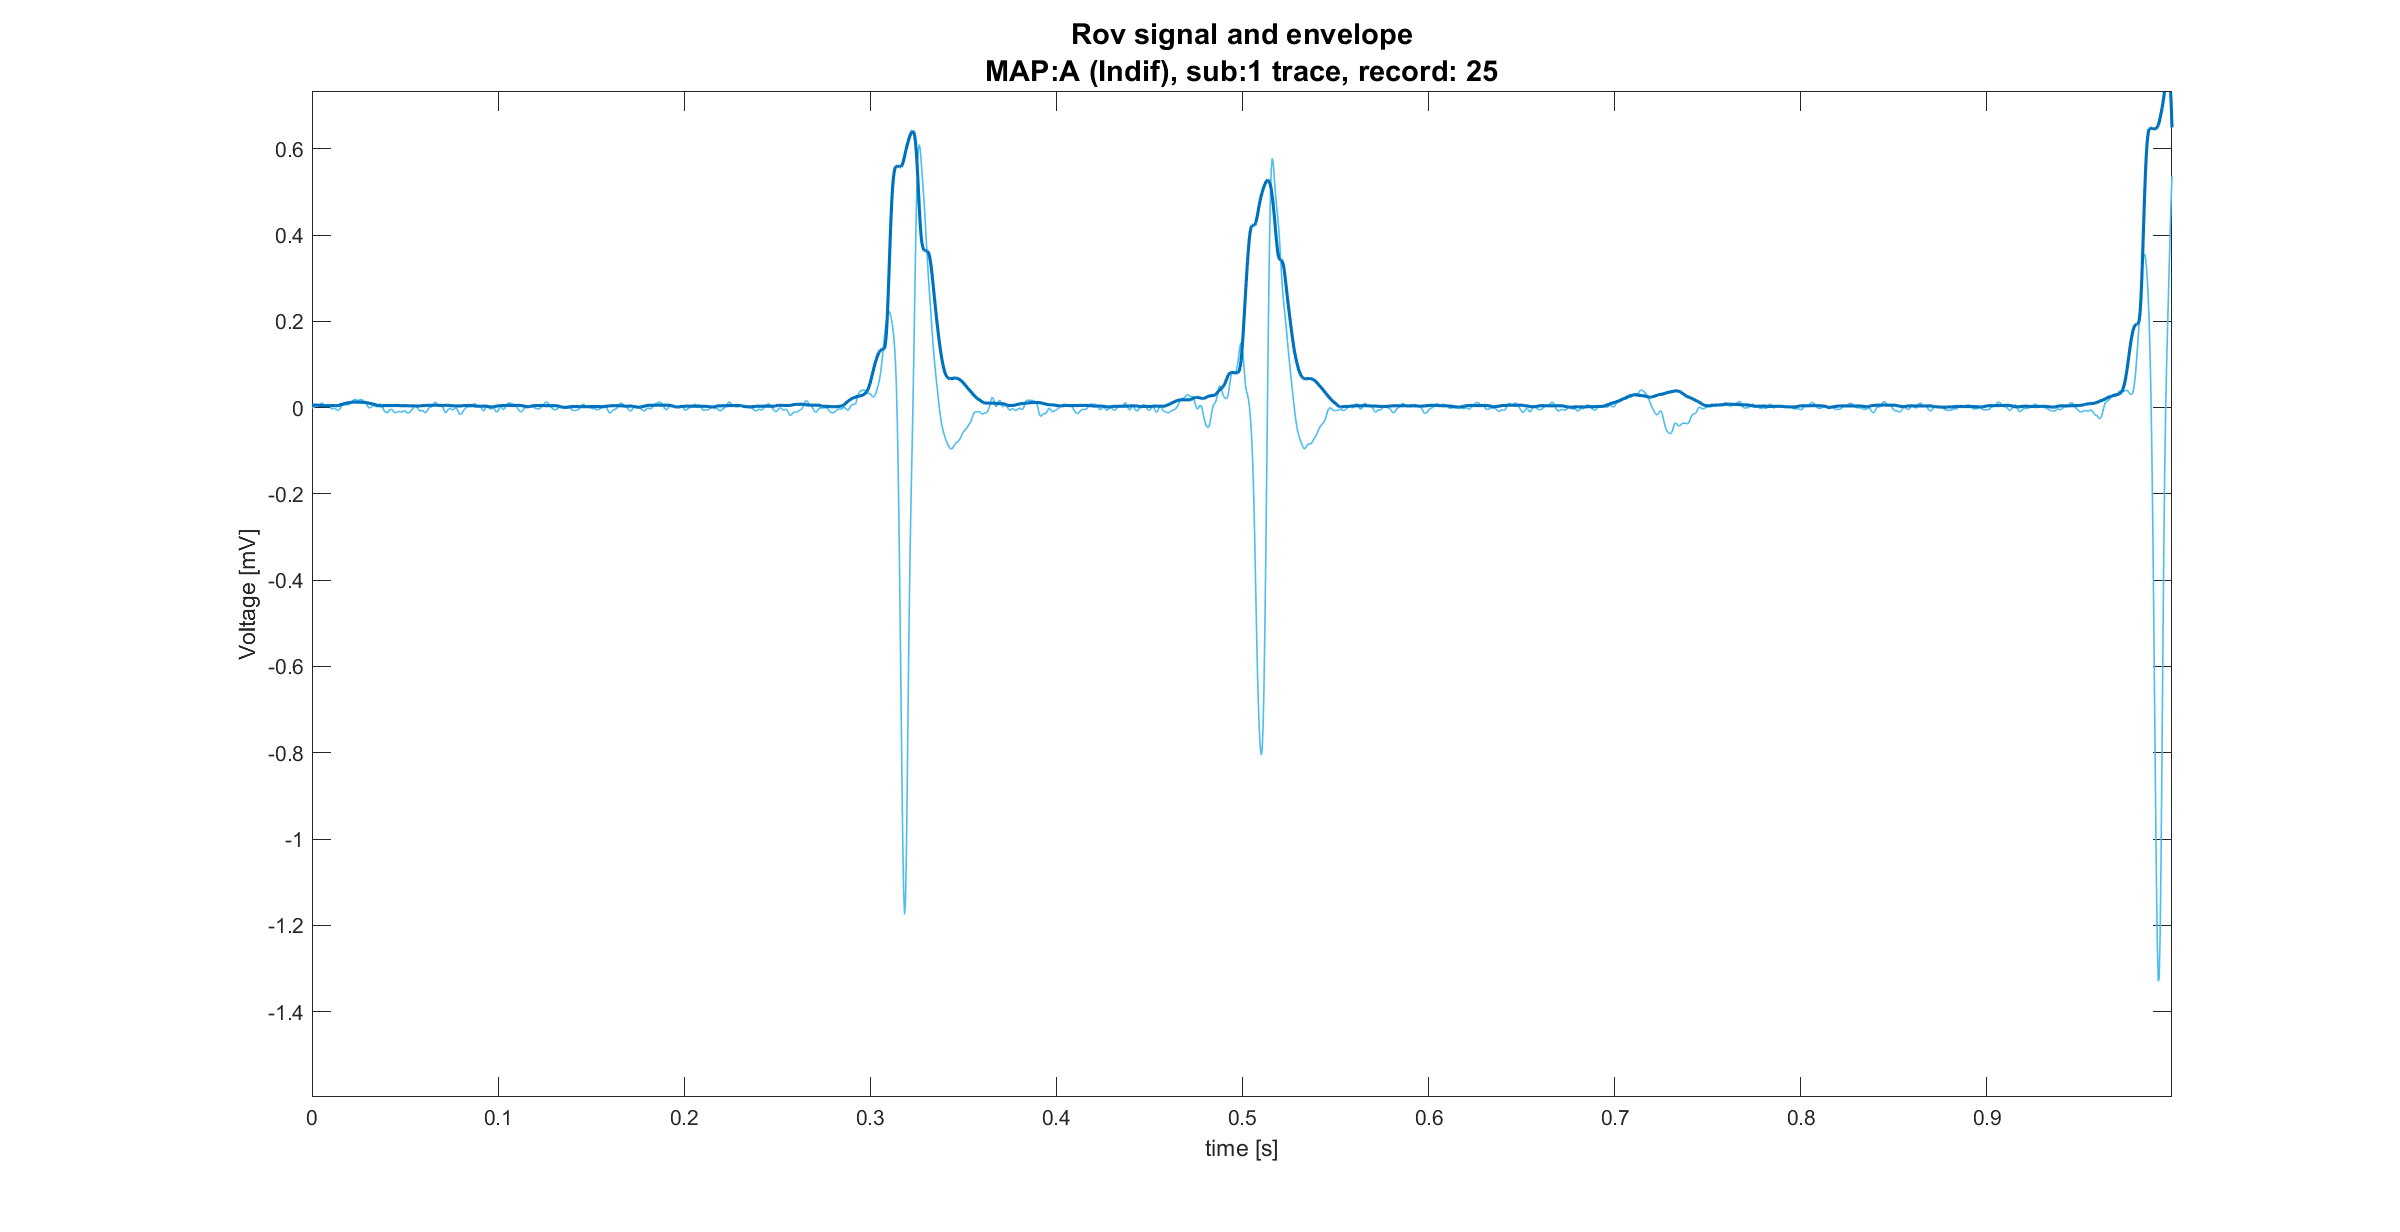 Rov signal and envelope
MAP:A (Indif), sub:1 trace, record: 25
0.6
0.4
0.2
0
-0.2
-0.4
-0.6
-0.8
-1
-1.2
-1.4
Voltage [mV]
0 0.1 0.2 0.3 0.4 0.5 0.6 0.7 0.8 0.9
time [s]